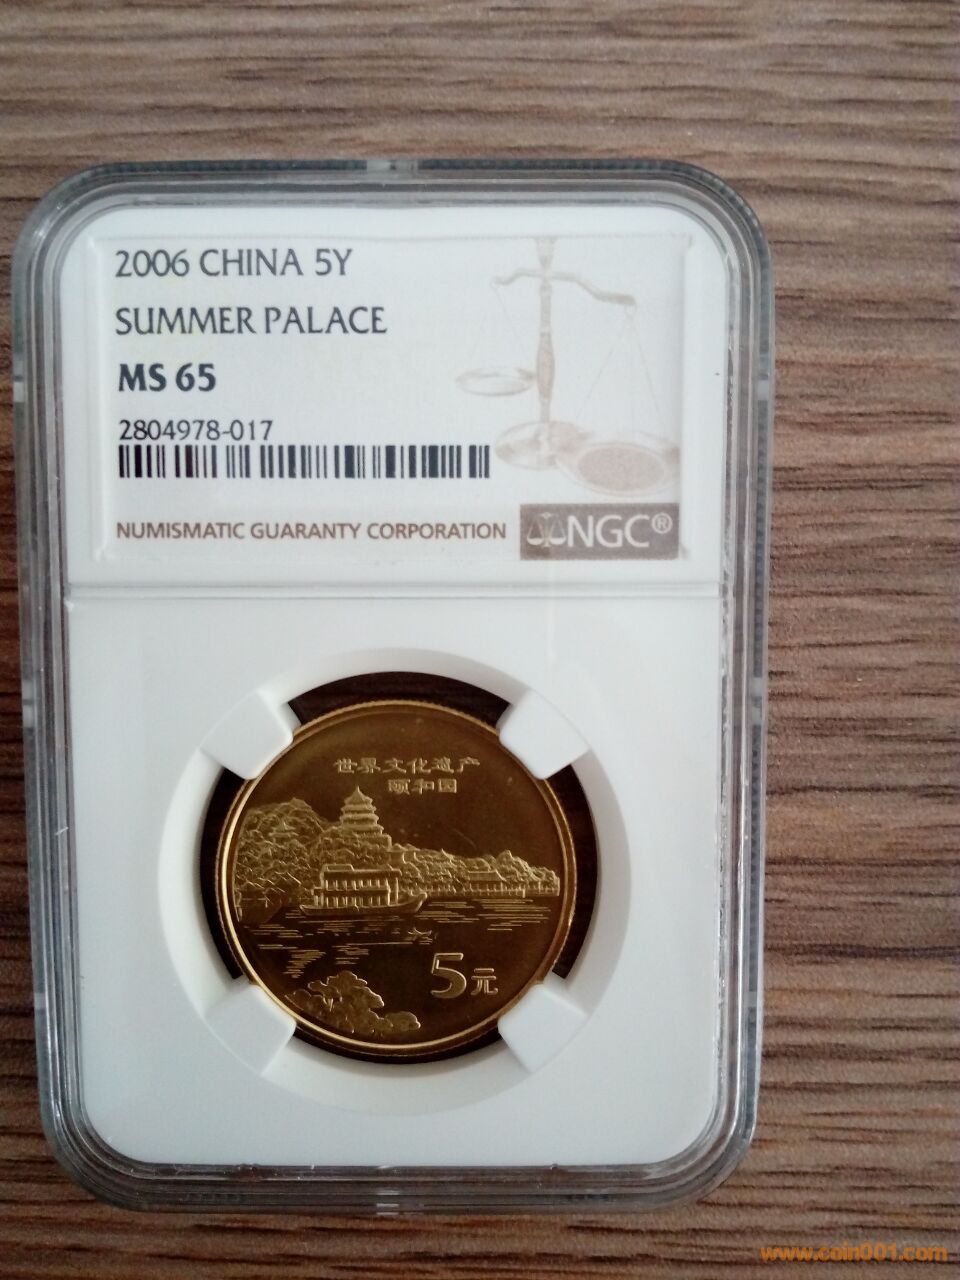 2006 CHINA 5Y
SUMMER PALACE
MS 65
2804978-017
NUMISMATIC GUARANTY CORPORATION
NGC®
世界文化遗产
颐和园
5元
www.coin001.com